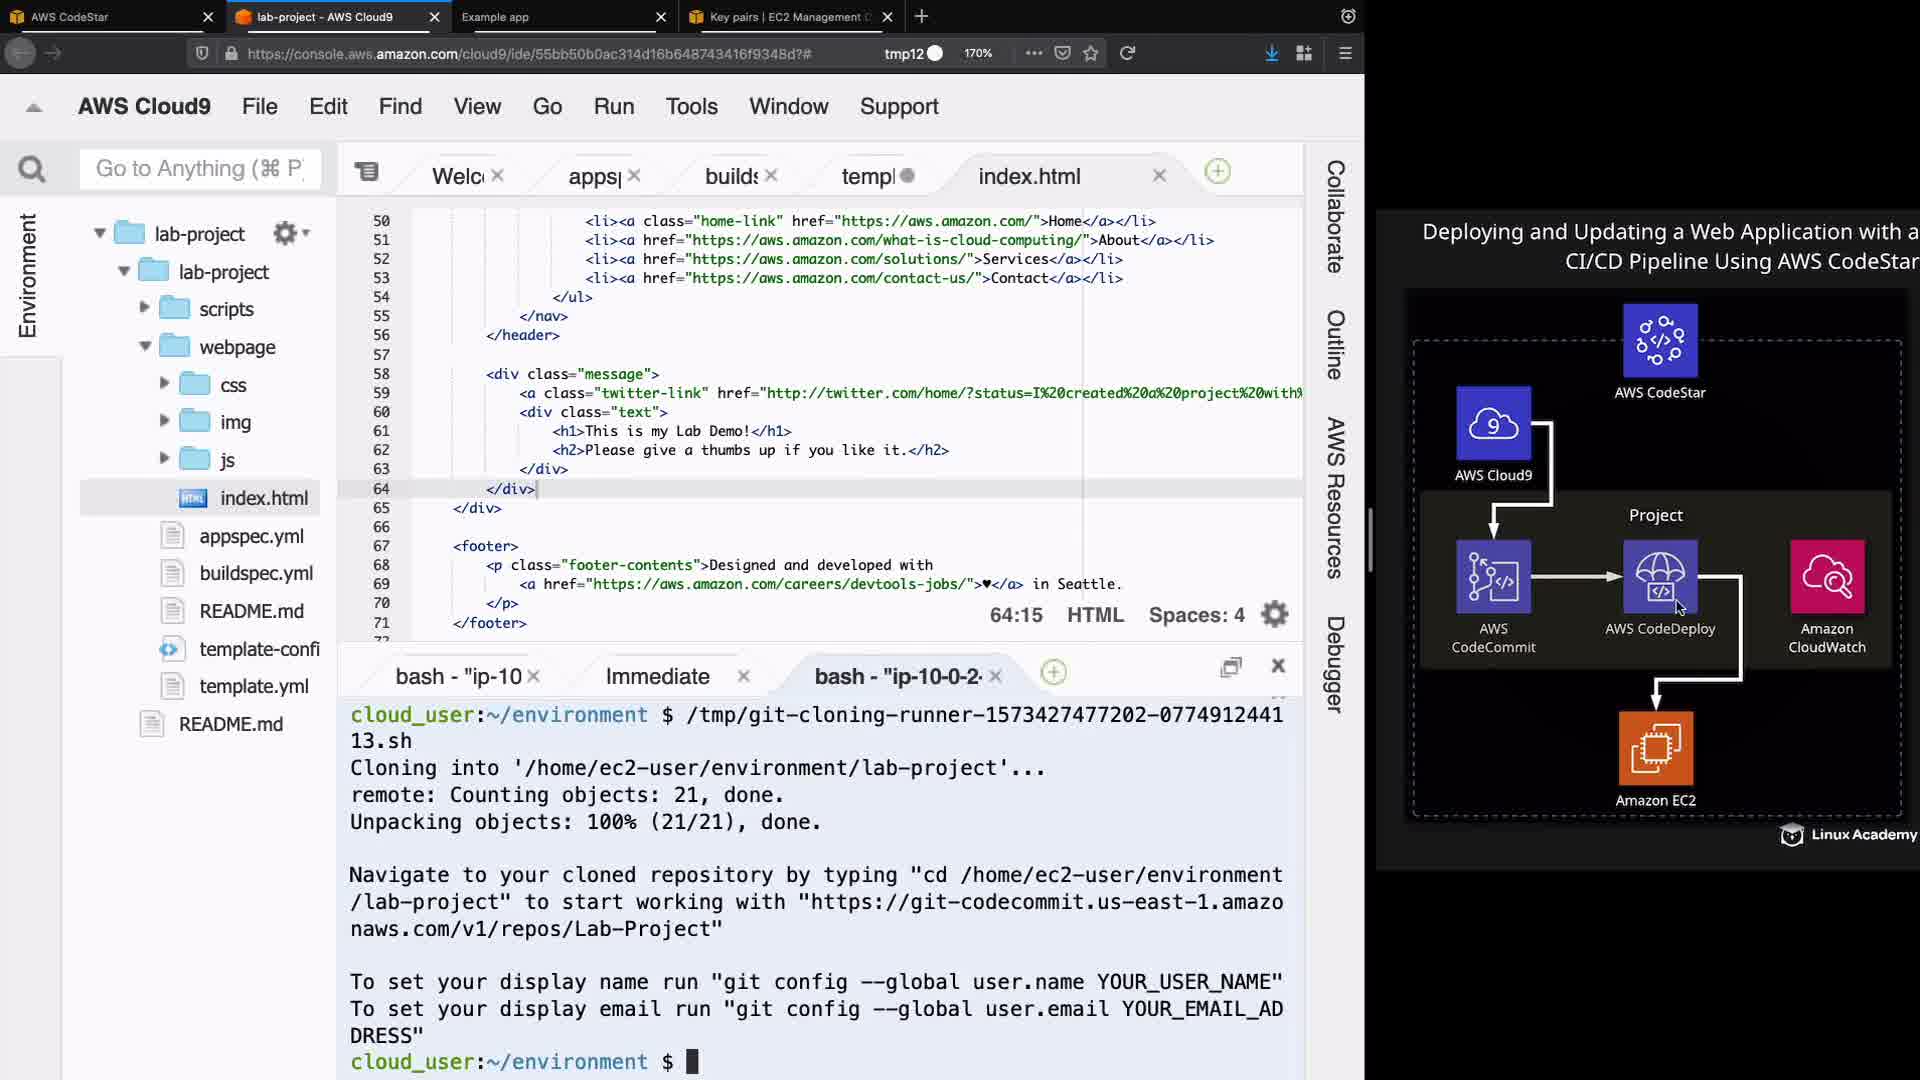 AWS CodeStar
lab-project - AWS Cloud9
Example app
Key pairs | EC2 Management
https://console.aws.amazon.com/cloud9/ide/55bb50b0ac314d16b648743416f9348d?#
tmp12
170%
AWS Cloud9 File Edit Find View Go Run Tools Window Support
Go to Anything (⌘ P)
Welc
apps
builds
templ
index.html
Environment
lab-project
lab-project
scripts
webpage
css
img
js
index.html
appspec.yml
buildspec.yml
README.md
template-confi
template.yml
README.md
50 <li><a class="home-link" href="https://aws.amazon.com/">Home</a></li>
51 <li><a href="https://aws.amazon.com/what-is-cloud-computing/">About</a></li>
52 <li><a href="https://aws.amazon.com/solutions/">Services</a></li>
53 <li><a href="https://aws.amazon.com/contact-us/">Contact</a></li>
54 </ul>
55 </nav>
56 </header>
57
58 <div class="message">
59 <a class="twitter-link" href="http://twitter.com/home/?status=I%20created%20a%20project%20with%
60 <div class="text">
61 <h1>This is my Lab Demo!</h1>
62 <h2>Please give a thumbs up if you like it.</h2>
63 </div>
64 </div>
65 </div>
66
67 <footer>
68 <p class="footer-contents">Designed and developed with
69 <a href="https://aws.amazon.com/careers/devtools-jobs/">♥</a> in Seattle.
70 </p>
71 </footer>
72
64:15 HTML Spaces: 4
Collaborate
Outline
AWS Resources
Debugger
bash - "ip-10
Immediate
bash - "ip-10-0-2-
cloud_user:~/environment $ /tmp/git-cloning-runner-1573427477202-0774912441
13.sh
Cloning into '/home/ec2-user/environment/lab-project'...
remote: Counting objects: 21, done.
Unpacking objects: 100% (21/21), done.
Navigate to your cloned repository by typing "cd /home/ec2-user/environment
/lab-project" to start working with "https://git-codecommit.us-east-1.amazo
naws.com/v1/repos/Lab-Project"
To set your display name run "git config --global user.name YOUR_USER_NAME"
To set your display email run "git config --global user.email YOUR_EMAIL_AD
DRESS"
cloud_user:~/environment $
Deploying and Updating a Web Application with a
CI/CD Pipeline Using AWS CodeStar
AWS CodeStar
9
AWS Cloud9
Project
AWS
CodeCommit
AWS CodeDeploy
Amazon
CloudWatch
Amazon EC2
Linux Academy